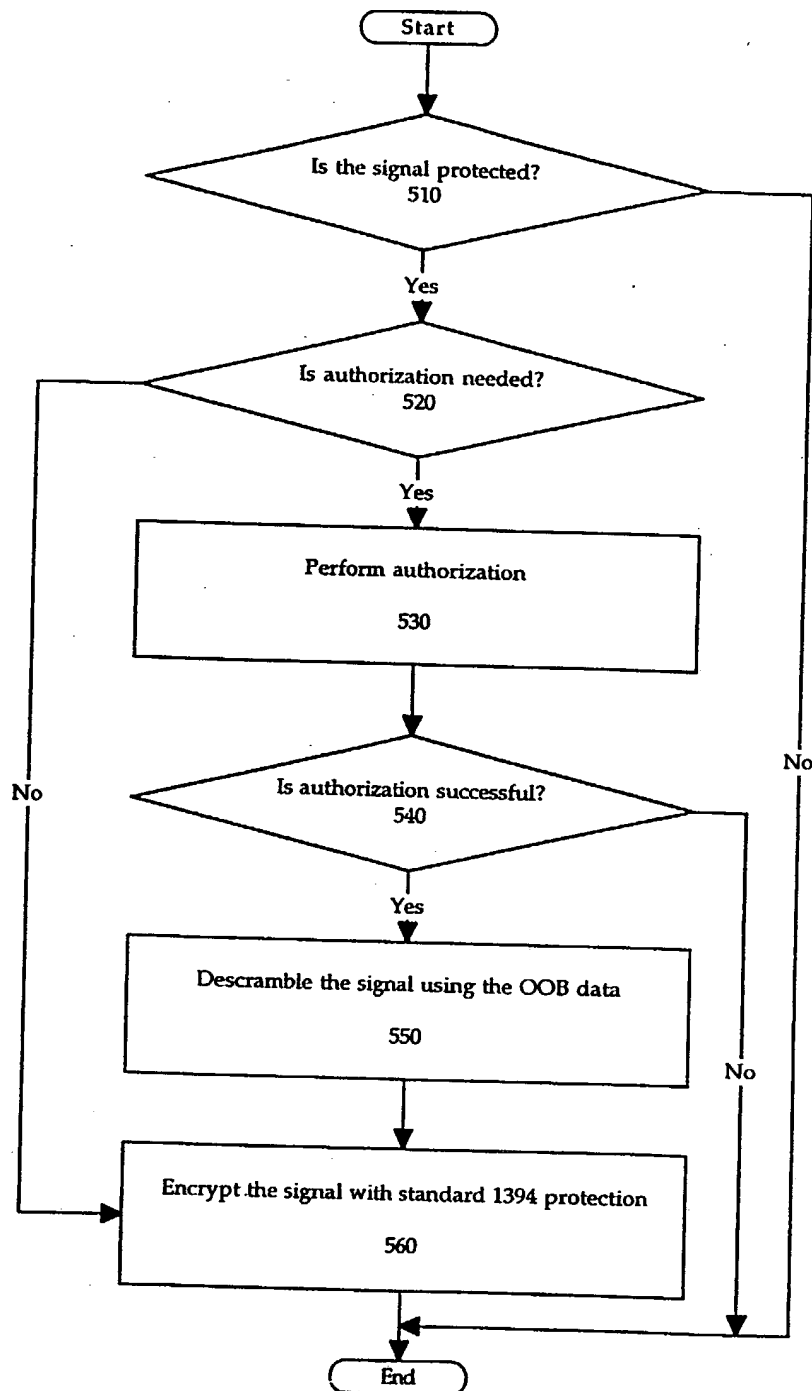 Start
Is the signal protected?
510
Yes
Is authorization needed?
520
Yes
Perform authorization
530
No
Is authorization successful?
540
No
Yes
Descramble the signal using the OOB data
550
No
Encrypt the signal with standard 1394 protection
560
End